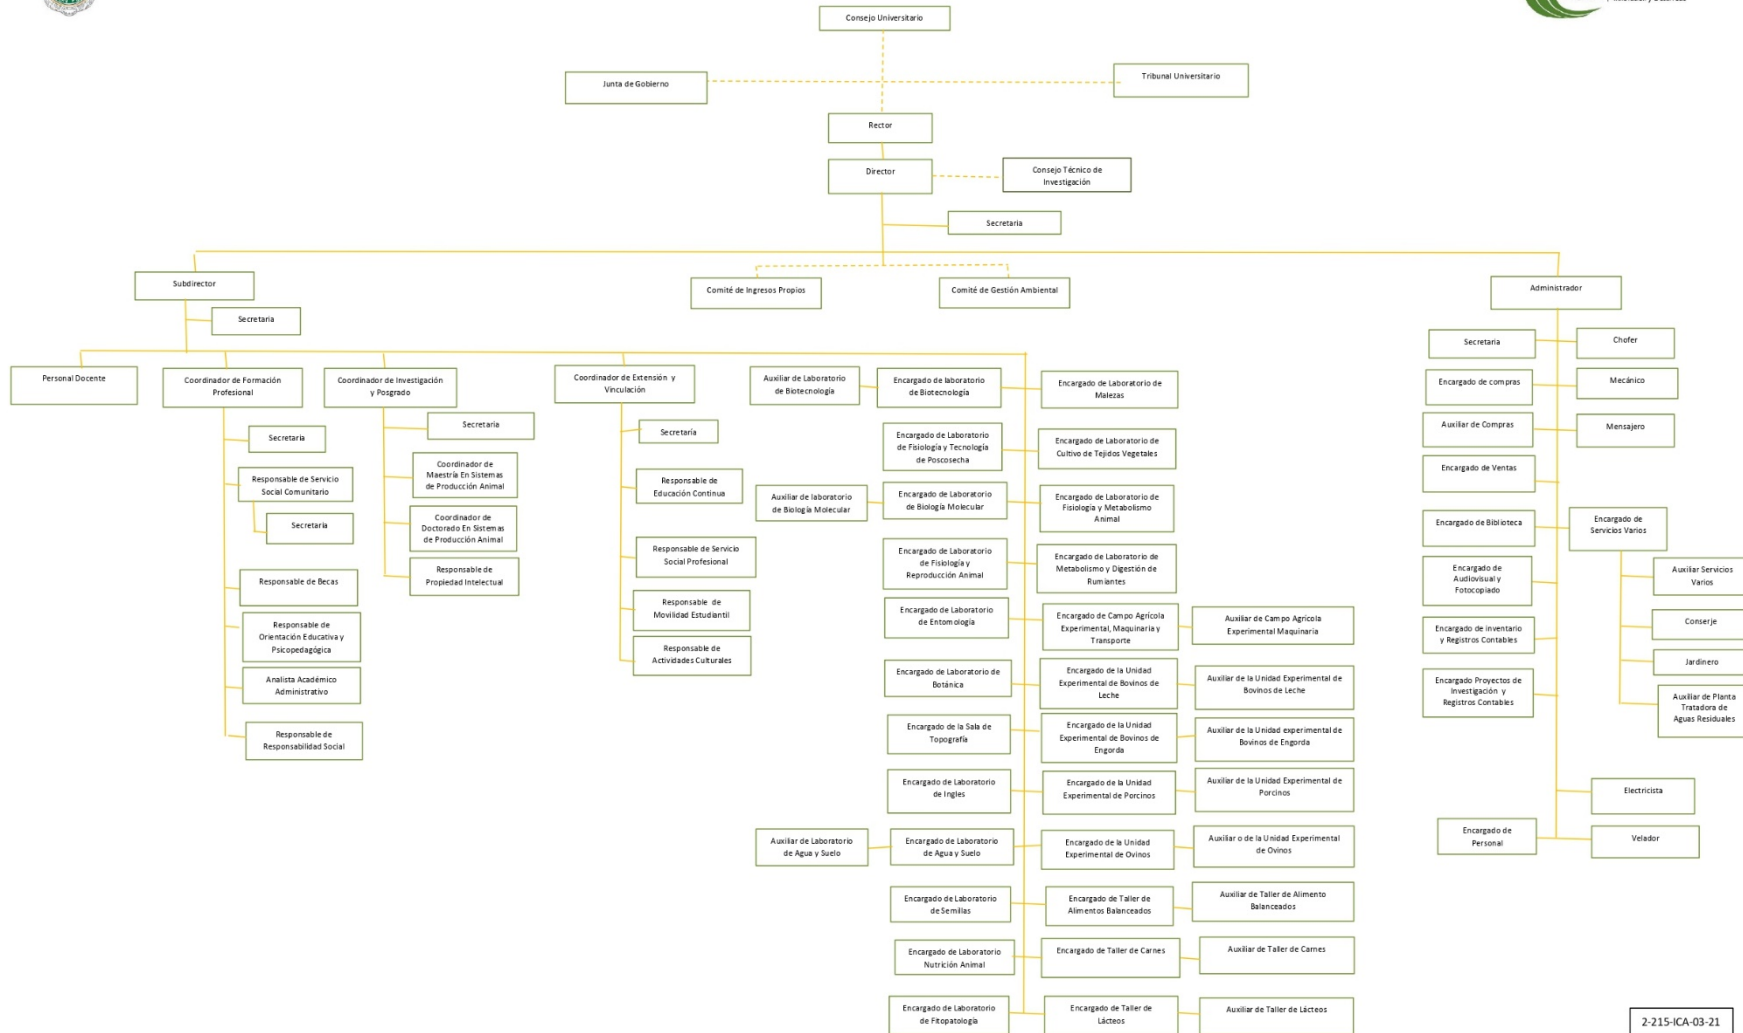 Consejo Universitario
Junta de Gobierno
Tribunal Universitario
Rector
Director
Consejo Técnico de
Investigación
Secretaria
Subdirector
Secretaria
Comité de Ingresos Propios
Comité de Gestión Ambiental
Administrador
Personal Docente
Coordinador de Formación
Profesional
Secretaria
Responsable de Servicio
Social Comunitario
Secretaría
Responsable de Becas
Responsable de
Orientación Educativa y
Psicopedagógica
Analista Académico
Administrativo
Responsable de
Responsabilidad Social
Coordinador de Investigación
y Posgrado
Secretaria
Coordinador de
Maestría En Sistemas
de Producción Animal
Coordinador de
Doctorado En Sistemas
de Producción Animal
Responsable de
Propiedad Intelectual
Coordinador de Extensión y
Vinculación
Secretaría
Responsable de
Educación Continua
Responsable de Servicio
Social Profesional
Responsable de
Movilidad Estudiantil
Responsable de
Actividades Culturales
Auxiliar de Laboratorio
de Biotecnología
Encargado de laboratorio
de Biotecnología
Encargado de Laboratorio de
Malezas
Encargado de Laboratorio
de Fisiología y Tecnología
de Poscosecha
Encargado de Laboratorio de
Cultivo de Tejidos Vegetales
Auxiliar de laboratorio
de Biología Molecular
Encargado de Laboratorio
de Biología Molecular
Encargado de Laboratorio de
Fisiología y Metabolismo
Animal
Encargado de Laboratorio
de Fisiología y
Reproducción Animal
Encargado de Laboratorio de
Metabolismo y Digestión de
Rumiantes
Encargado de Laboratorio
de Entomología
Encargado de Campo Agrícola
Experimental, Maquinaria y
Transporte
Auxiliar de Campo Agrícola
Experimental Maquinaria
Encargado de Laboratorio de
Botánica
Encargado de la Unidad
Experimental de Bovinos de
Leche
Auxiliar de la Unidad Experimental de
Bovinos de Leche
Encargado de la Sala de
Topografía
Encargado de la Unidad
Experimental de Bovinos de
Engorda
Auxiliar de la Unidad experimental de
Bovinos de Engorda
Encargado de Laboratorio
de Ingles
Encargado de la Unidad
Experimental de Porcinos
Auxiliar de la Unidad Experimental de
Porcinos
Auxiliar de Laboratorio
de Agua y Suelo
Encargado de Laboratorio
de Agua y Suelo
Encargado de la Unidad
Experimental de Ovinos
Auxiliar o de la Unidad Experimental
de Ovinos
Encargado de Laboratorio
de Semillas
Encargado de Taller de
Alimentos Balanceados
Auxiliar de Taller de Alimento
Balanceados
Encargado de Laboratorio
Nutrición Animal
Encargado de Taller de Carnes
Auxiliar de Taller de Carnes
Encargado de Laboratorio
de Fitopatología
Encargado de Taller de
Lácteos
Auxiliar de Taller de Lácteos
Secretaria
Chofer
Encargado de compras
Mecánico
Auxiliar de Compras
Mensajero
Encargado de Ventas
Encargado de Biblioteca
Encargado de
Servicios Varios
Encargado de
Audiovisual y
Fotocopiado
Auxiliar Servicios
Varios
Encargado de inventario
y Registros Contables
Conserje
Jardinero
Encargado Proyectos de
Investigación y
Registros Contables
Auxiliar de Planta
Tratadora de
Aguas Residuales
Electricista
Encargado de
Personal
Velador
2-215-ICA-03-21